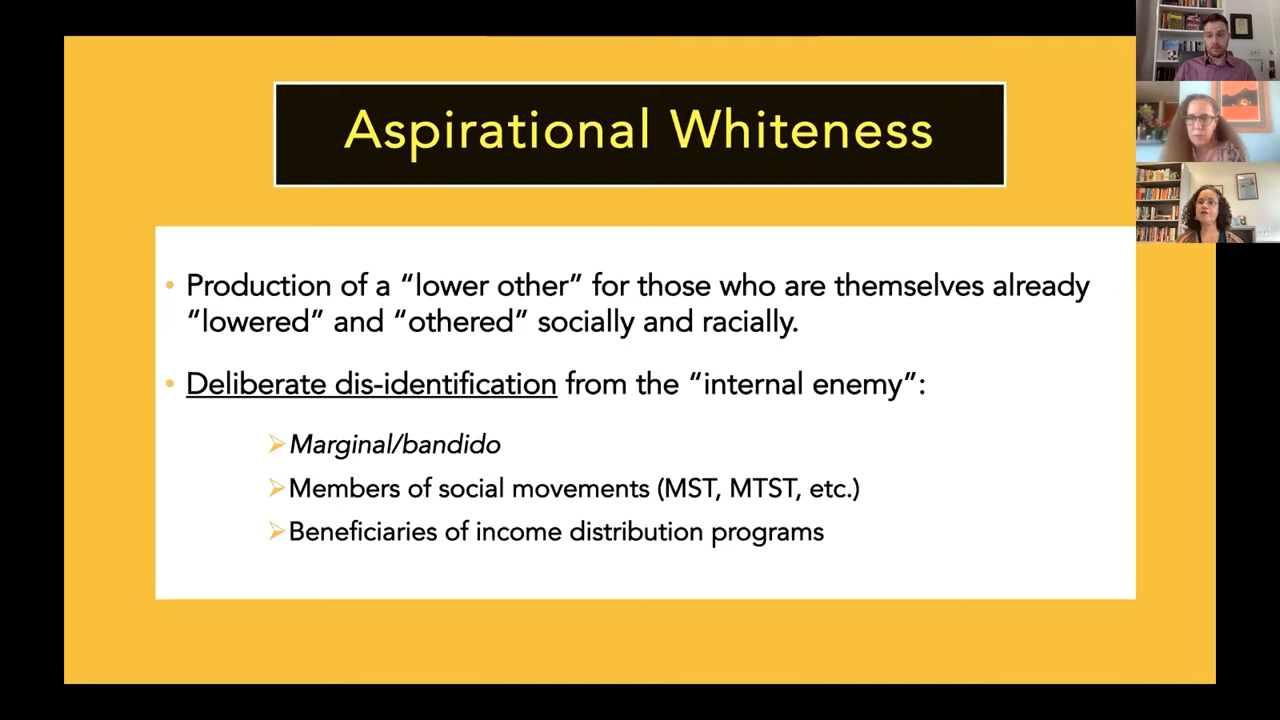 Aspirational Whiteness
• Production of a “lower other” for those who are themselves already
“lowered” and “othered” socially and racially.
• Deliberate dis-identification from the “internal enemy”:
➢ Marginal/bandido
➢ Members of social movements (MST, MTST, etc.)
➢ Beneficiaries of income distribution programs